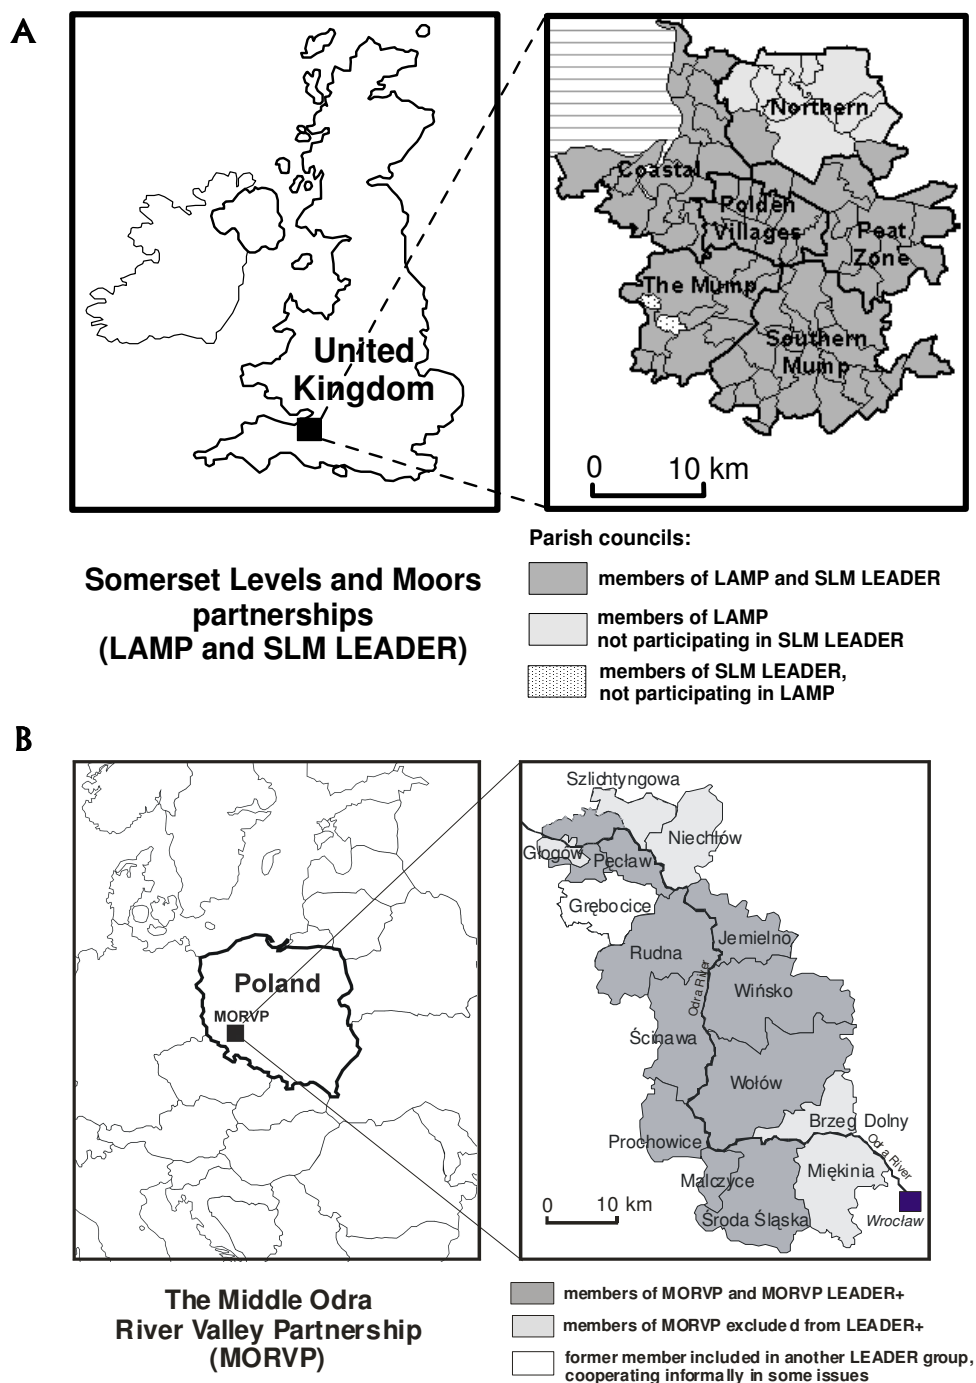 A
United
Kingdom
Northern
Coastal
Polden
Villages
Peat
Zone
The Mump
Southern
Mump
0 10 km
Parish councils:
members of LAMP and SLM LEADER
members of LAMP
not participating in SLM LEADER
members of SLM LEADER,
not participating in LAMP
Somerset Levels and Moors
partnerships
(LAMP and SLM LEADER)
B
Poland
MORVP
Szlichtyngowa
Niechłów
Głogów
Pęcław
Grębocice
Jemielno
Rudna
Odra River
Wińsko
Ścinawa
Wołów
Brzeg Dolny
Prochowice
Odra River
Miękinia
Malczyce
Środa Śląska
Wrocław
0 10 km
The Middle Odra
River Valley Partnership
(MORVP)
members of MORVP and MORVP LEADER+
members of MORVP excluded from LEADER+
former member included in another LEADER group,
cooperating informally in some issues